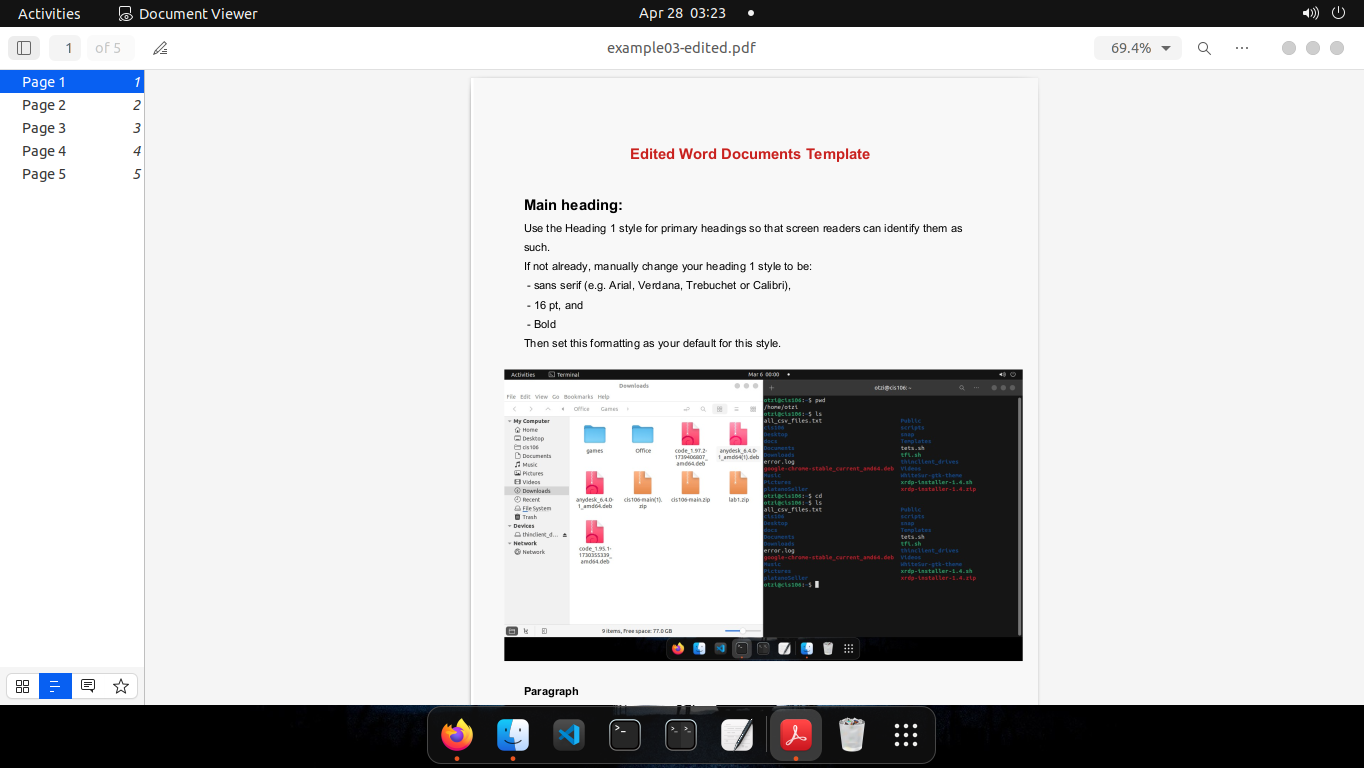 Activities
Document Viewer
Apr 28 03:23
1
of 5
example03-edited.pdf
69.4%
Page 1 1
Page 2 2
Page 3 3
Page 4 4
Page 5 5
Edited Word Documents Template
Main heading:
Use the Heading 1 style for primary headings so that screen readers can identify them as
such.
If not already, manually change your heading 1 style to be:
- sans serif (e.g. Arial, Verdana, Trebuchet or Calibri),
- 16 pt, and
- Bold
Then set this formatting as your default for this style.
Activities
Terminal
Mar 6 00:00
Downloads
File Edit View Go Bookmarks Help
Office
Games
My Computer
Home
Desktop
cis106
Documents
Music
Pictures
Videos
Downloads
Recent
File System
Trash
Devices
thinclient_d...
Network
Network
games
Office
code_1.97.2-
1739406807_
amd64.deb
anydesk_6.4.0-
1_amd64(1).deb
anydesk_6.4.0-
1_amd64.deb
cis106-main(1).
zip
cis106-main.zip
lab1.zip
code_1.95.1-
1730355339_
amd64.deb
9 items, Free space: 77.0 GB
otzi@cis106: ~
otzi@cis106:~$ pwd
/home/otzi
otzi@cis106:~$ ls
all_csv_files.txt Public
cis106 scripts
Desktop snap
Docs Templates
Documents tets.sh
Downloads tfi.sh
error.log thinclient_drives
google-chrome-stable_current_amd64.deb Videos
Music WhiteSur-gtk-theme
Pictures xrdp-installer-1.4.sh
platanoSeller xrdp-installer-1.4.zip
otzi@cis106:~$ cd
otzi@cis106:~$ ls
all_csv_files.txt Public
cis106 scripts
Desktop snap
Docs Templates
Documents tets.sh
Downloads tfi.sh
error.log thinclient_drives
google-chrome-stable_current_amd64.deb Videos
Music WhiteSur-gtk-theme
Pictures xrdp-installer-1.4.sh
platanoSeller xrdp-installer-1.4.zip
otzi@cis106:~$
Paragraph